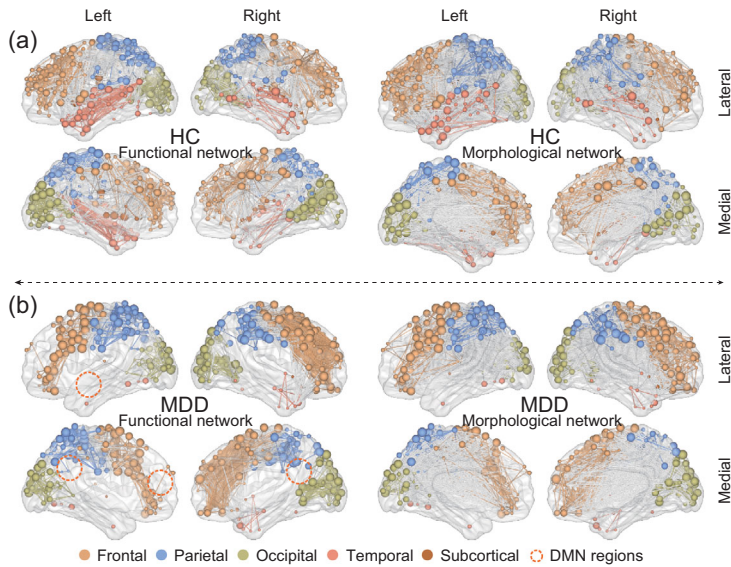 Left Right Left Right
(a)
Lateral
HC HC
Functional network Morphological network
Medial
(b)
Lateral
MDD MDD
Functional network Morphological network
Medial
Frontal Parietal Occipital Temporal Subcortical DMN regions